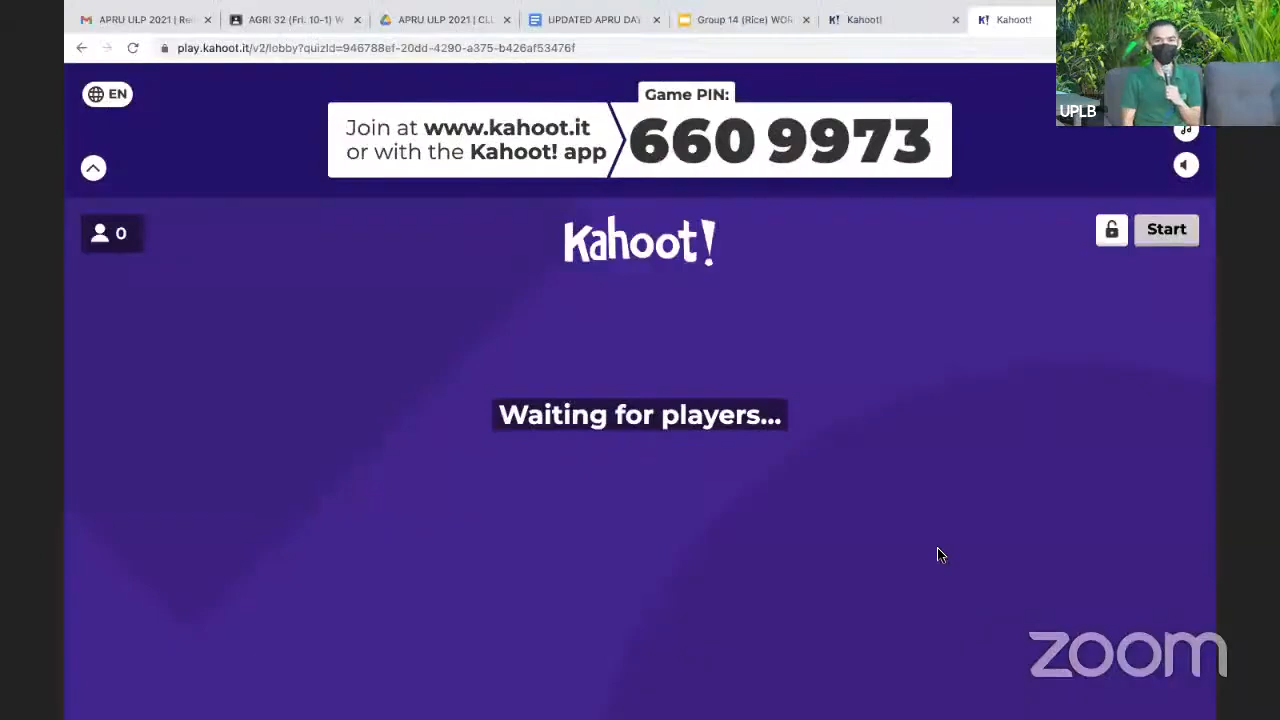 APRU ULP 2021 | Re
AGRI 32 (Fri. 10-1) W
APRU ULP 2021 | CLL
UPDATED APRU DAY
Group 14 (Rice) WOR
Kahoot!
Kahoot!
play.kahoot.it/v2/lobby?quizId=946788ef-20dd-4290-a375-b426af53476f
UPLB
EN
Game PIN:
Join at www.kahoot.it
or with the Kahoot! app
660 9973
0
Kahoot!
Start
Waiting for players...
zoom